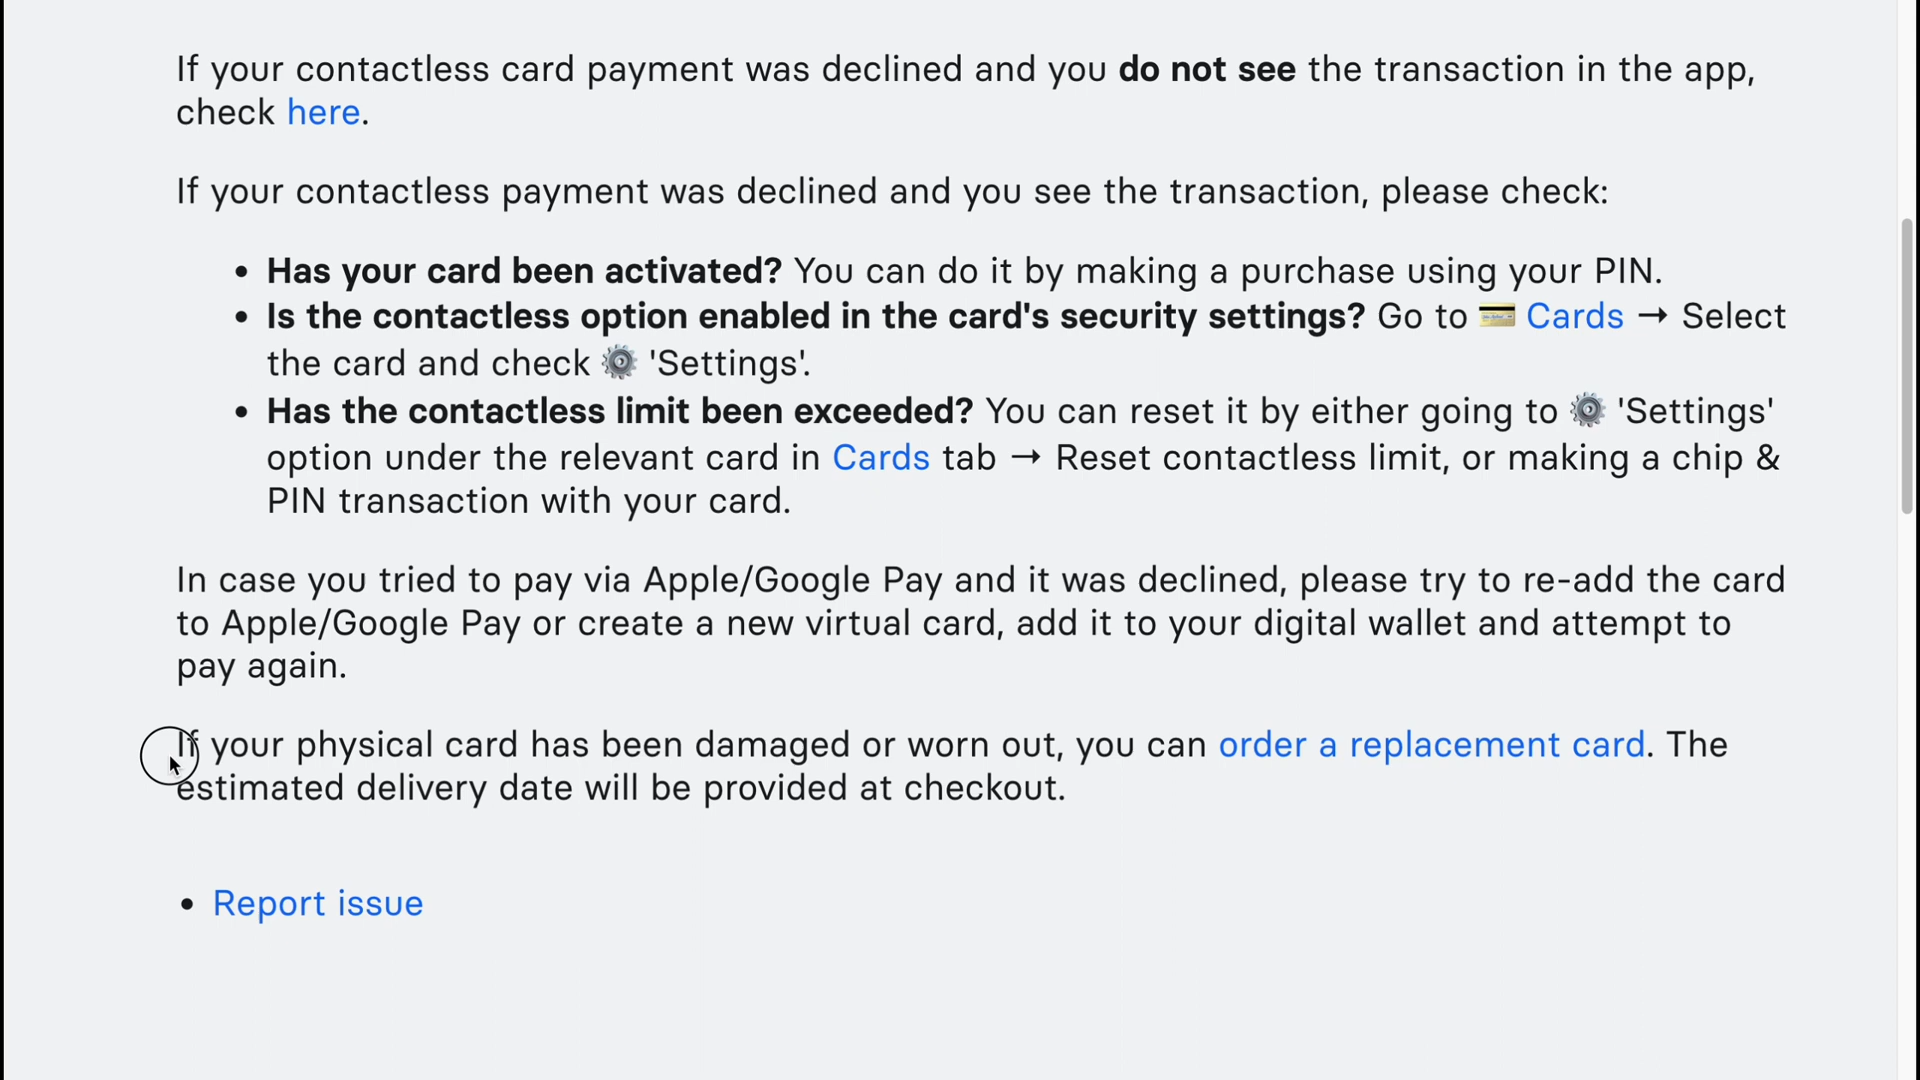 If your contactless card payment was declined and you do not see the transaction in the app,
check here.
If your contactless payment was declined and you see the transaction, please check:
• Has your card been activated? You can do it by making a purchase using your PIN.
• Is the contactless option enabled in the card's security settings? Go to 💳 Cards → Select
the card and check ⚙️ 'Settings'.
• Has the contactless limit been exceeded? You can reset it by either going to ⚙️ 'Settings'
option under the relevant card in Cards tab → Reset contactless limit, or making a chip &
PIN transaction with your card.
In case you tried to pay via Apple/Google Pay and it was declined, please try to re-add the card
to Apple/Google Pay or create a new virtual card, add it to your digital wallet and attempt to
pay again.
If your physical card has been damaged or worn out, you can order a replacement card. The
estimated delivery date will be provided at checkout.
• Report issue